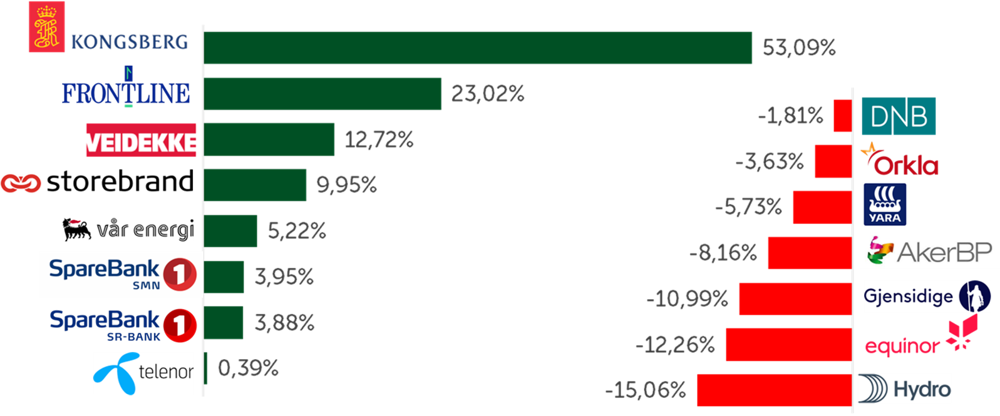 KONGSBERG
53,09%
FRONTLINE
23,02%
VEIDEKKE
12,72%
storebrand
9,95%
vår energi
5,22%
SpareBank 1
SMN
3,95%
SpareBank 1
SR-BANK
3,88%
telenor
0,39%
-1,81%
DNB
-3,63%
Orkla
-5,73%
YARA
-8,16%
AkerBP
-10,99%
Gjensidige
-12,26%
equinor
-15,06%
Hydro